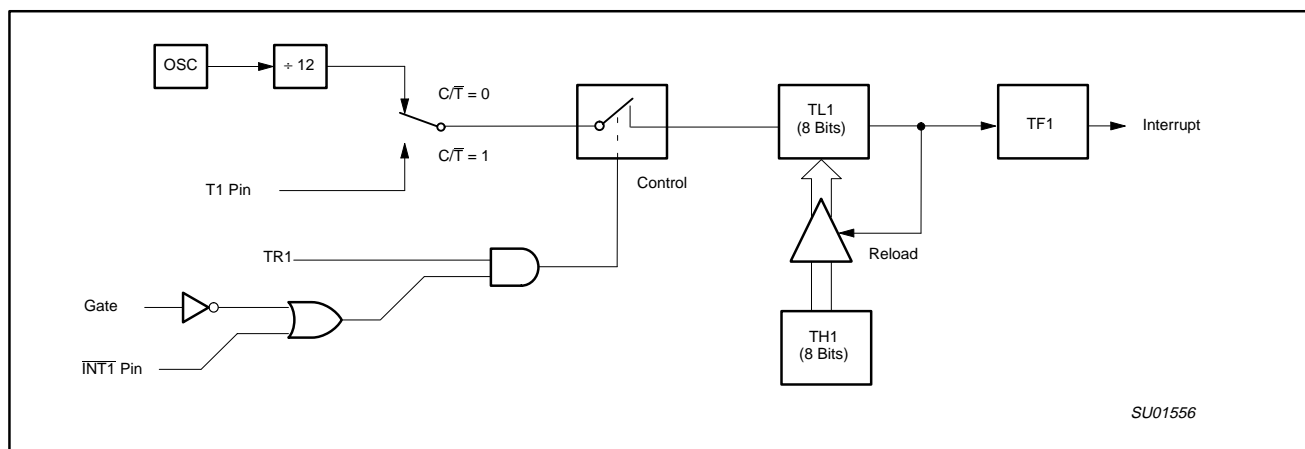 OSC
÷ 12
C/T̅ = 0
C/T̅ = 1
T1 Pin
Control
TL1
(8 Bits)
TF1
Interrupt
Reload
TR1
Gate
I̅N̅T̅1̅ Pin
TH1
(8 Bits)
SU01556